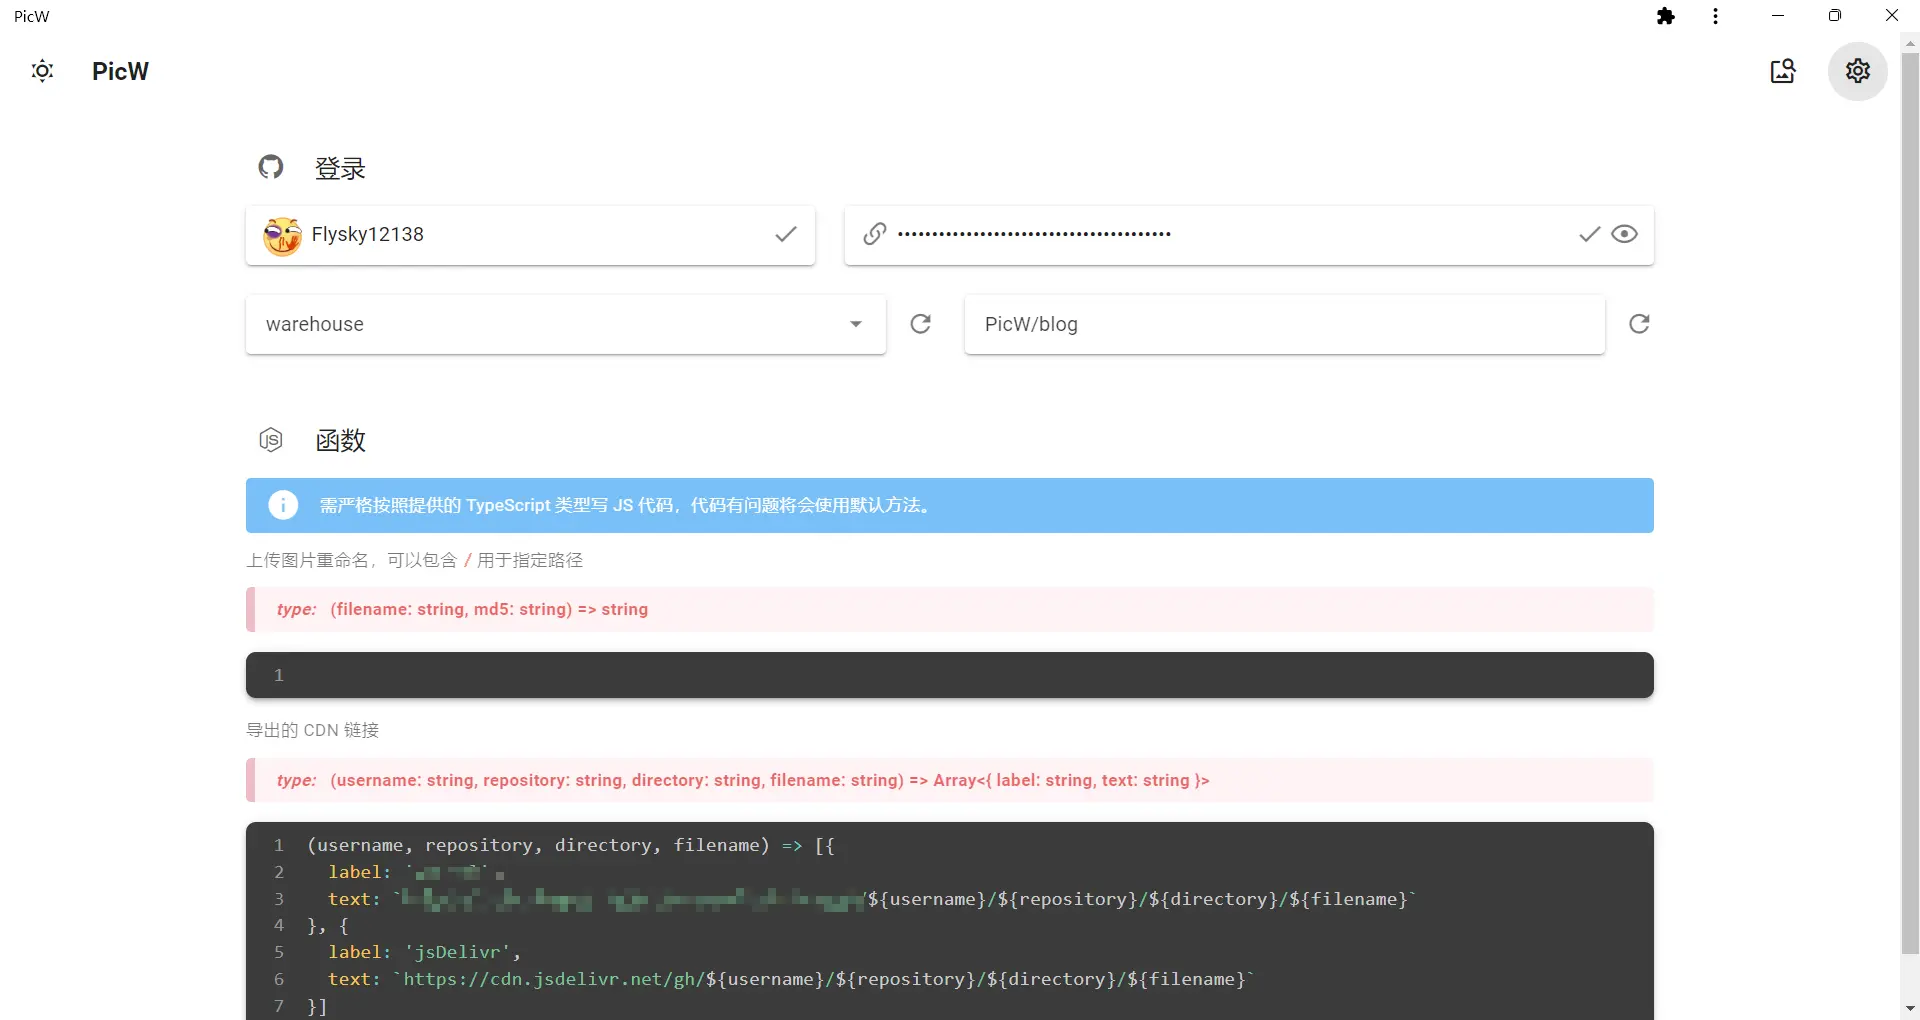 PicW
PicW
登录
Flysky12138
warehouse
PicW/blog
函数
需严格按照提供的 TypeScript 类型写 JS 代码，代码有问题将会使用默认方法。
上传图片重命名，可以包含 / 用于指定路径
type: (filename: string, md5: string) => string
1
导出的 CDN 链接
type: (username: string, repository: string, directory: string, filename: string) => Array<{ label: string, text: string }>
1 (username, repository, directory, filename) => [{
2 label:
3 text: `/${username}/${repository}/${directory}/${filename}`
4 }, {
5 label: 'jsDelivr',
6 text: `https://cdn.jsdelivr.net/gh/${username}/${repository}/${directory}/${filename}`
7 }]